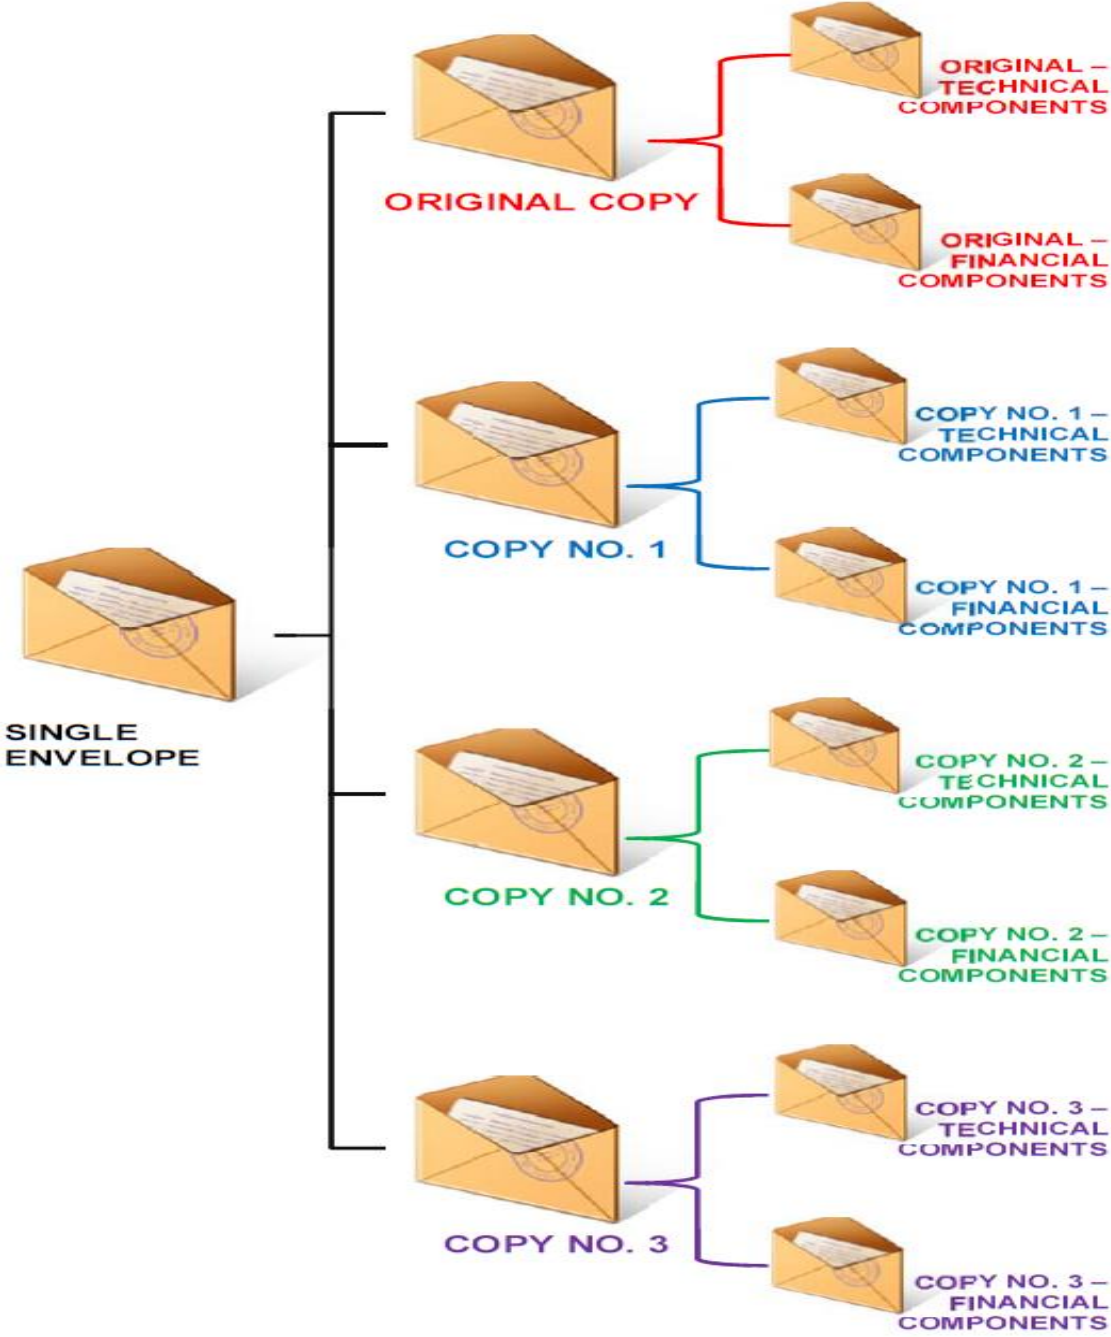 ORIGINAL –
TECHNICAL
COMPONENTS
ORIGINAL COPY
ORIGINAL –
FINANCIAL
COMPONENTS
COPY NO. 1 –
TECHNICAL
COMPONENTS
COPY NO. 1
COPY NO. 1 –
FINANCIAL
COMPONENTS
SINGLE
ENVELOPE
COPY NO. 2 –
TECHNICAL
COMPONENTS
COPY NO. 2
COPY NO. 2 –
FINANCIAL
COMPONENTS
COPY NO. 3 –
TECHNICAL
COMPONENTS
COPY NO. 3
COPY NO. 3 –
FINANCIAL
COMPONENTS